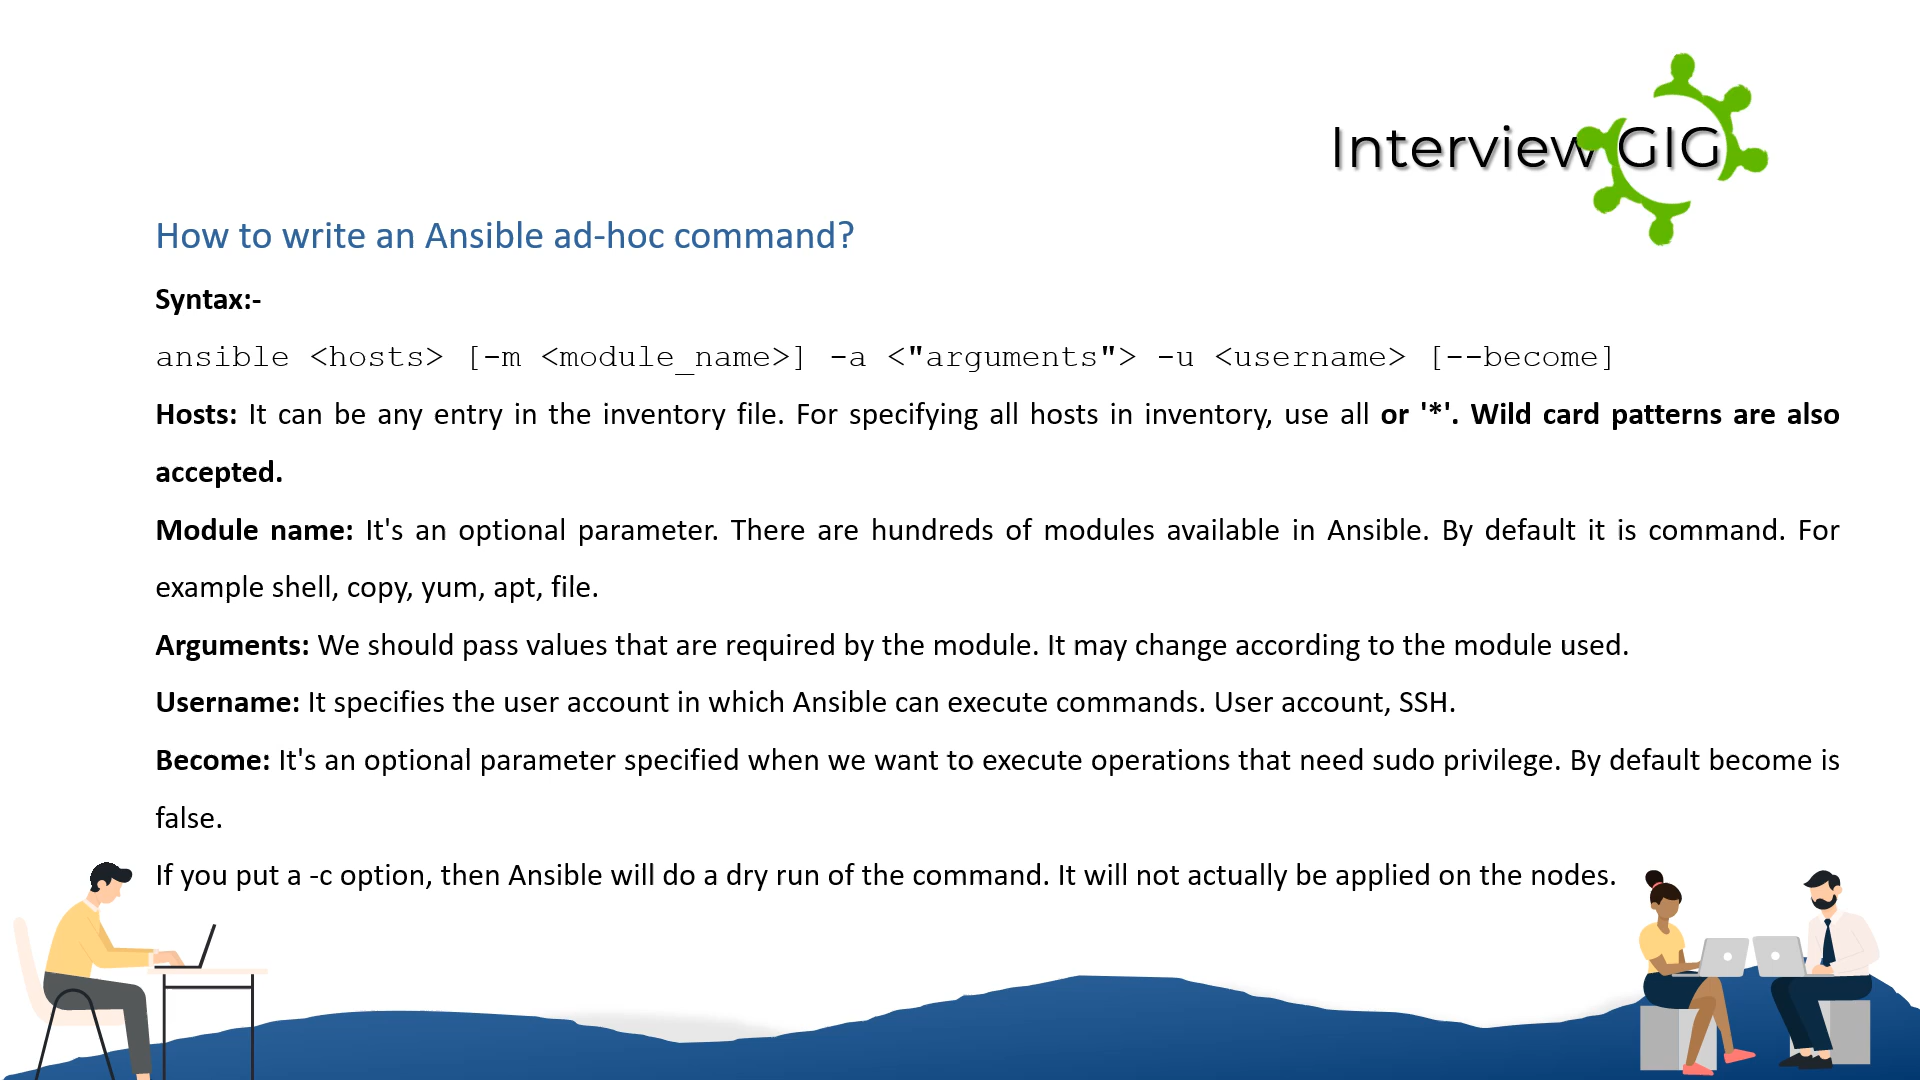 Interview GIG
How to write an Ansible ad-hoc command?
Syntax:-
ansible <hosts> [-m <module_name>] -a <"arguments"> -u <username> [--become]
Hosts: It can be any entry in the inventory file. For specifying all hosts in inventory, use all or '*'. Wild card patterns are also
accepted.
Module name: It's an optional parameter. There are hundreds of modules available in Ansible. By default it is command. For
example shell, copy, yum, apt, file.
Arguments: We should pass values that are required by the module. It may change according to the module used.
Username: It specifies the user account in which Ansible can execute commands. User account, SSH.
Become: It's an optional parameter specified when we want to execute operations that need sudo privilege. By default become is
false.
If you put a -c option, then Ansible will do a dry run of the command. It will not actually be applied on the nodes.